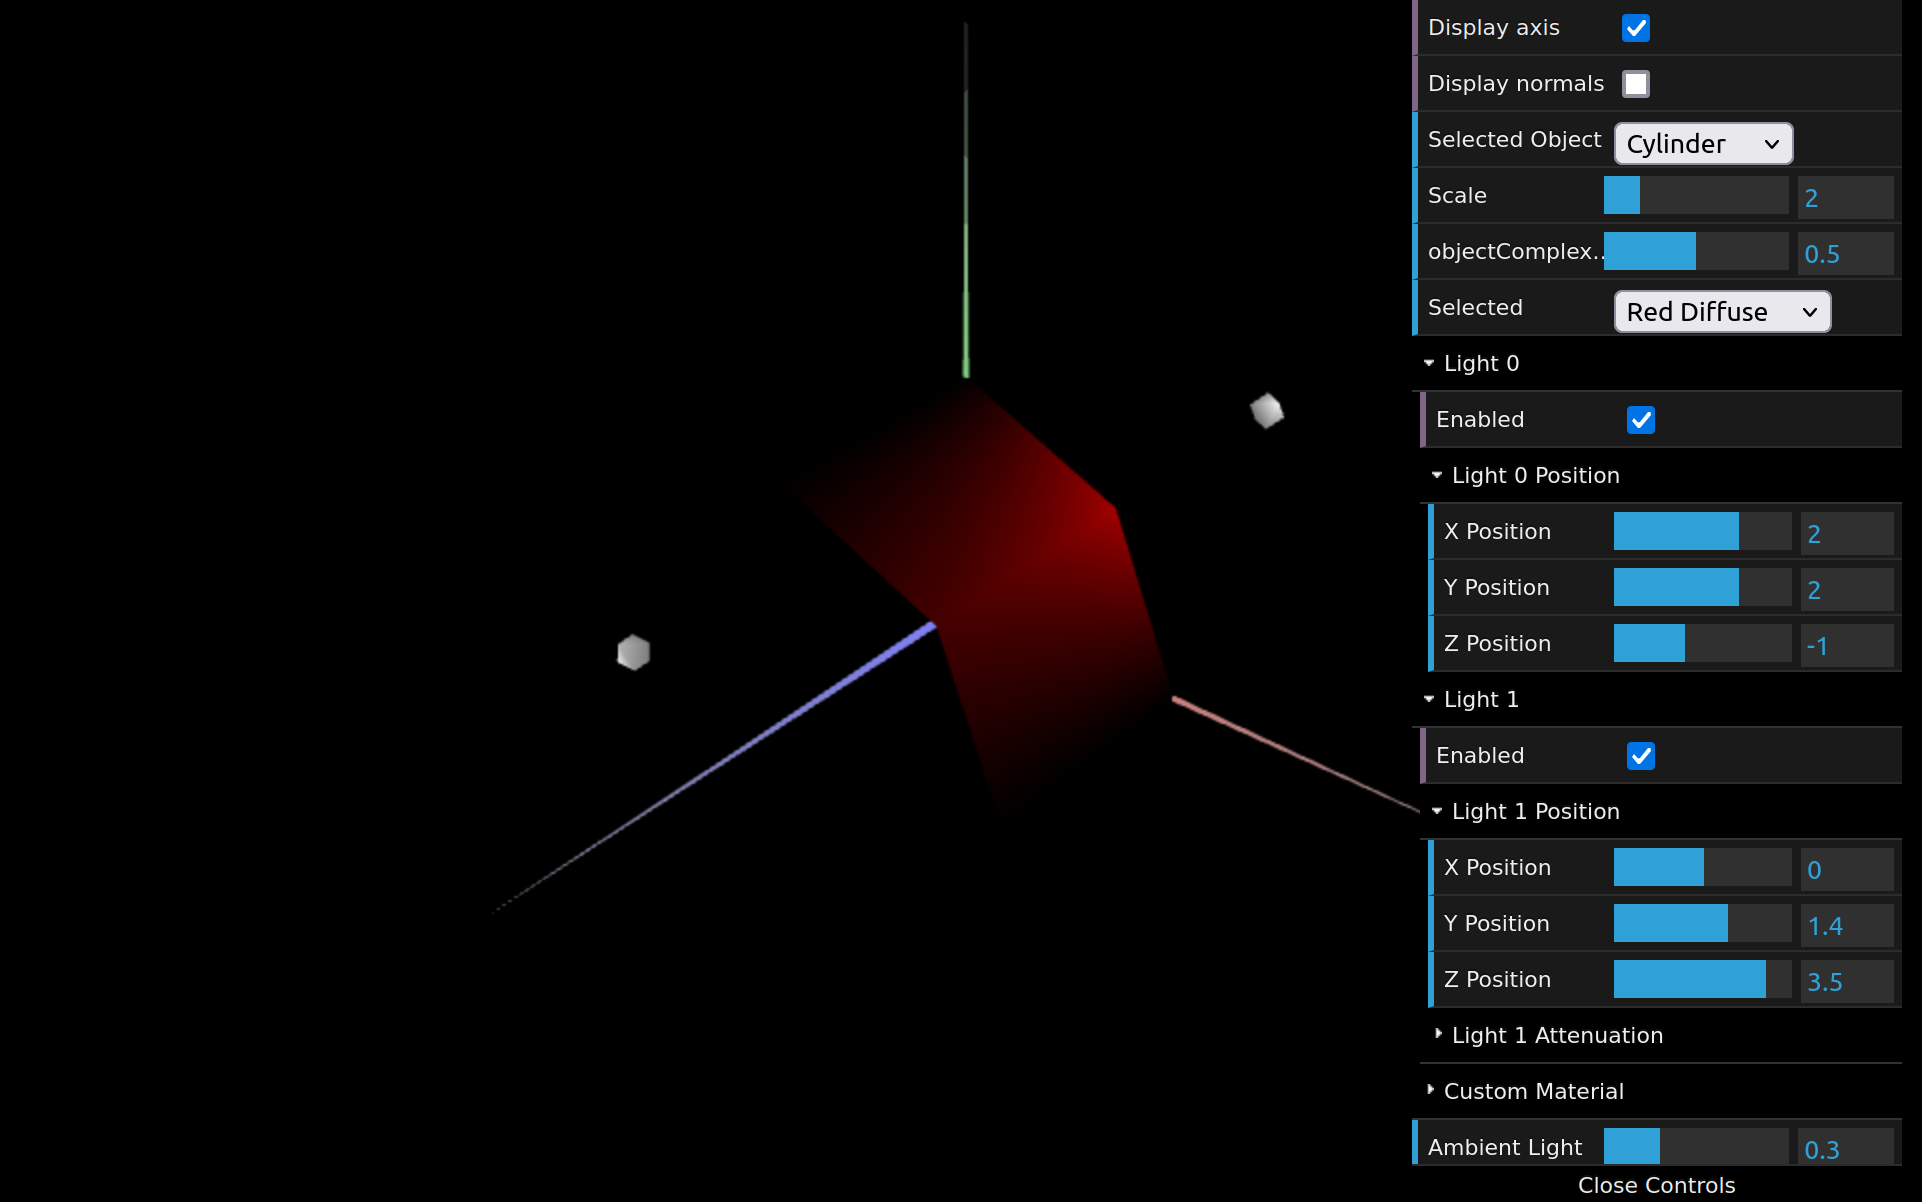 Display axis
Display normals
Selected Object Cylinder
Scale 2
objectComplex.. 0.5
Selected Red Diffuse
Light 0
Enabled
Light 0 Position
X Position 2
Y Position 2
Z Position -1
Light 1
Enabled
Light 1 Position
X Position 0
Y Position 1.4
Z Position 3.5
Light 1 Attenuation
Custom Material
Ambient Light 0.3
Close Controls